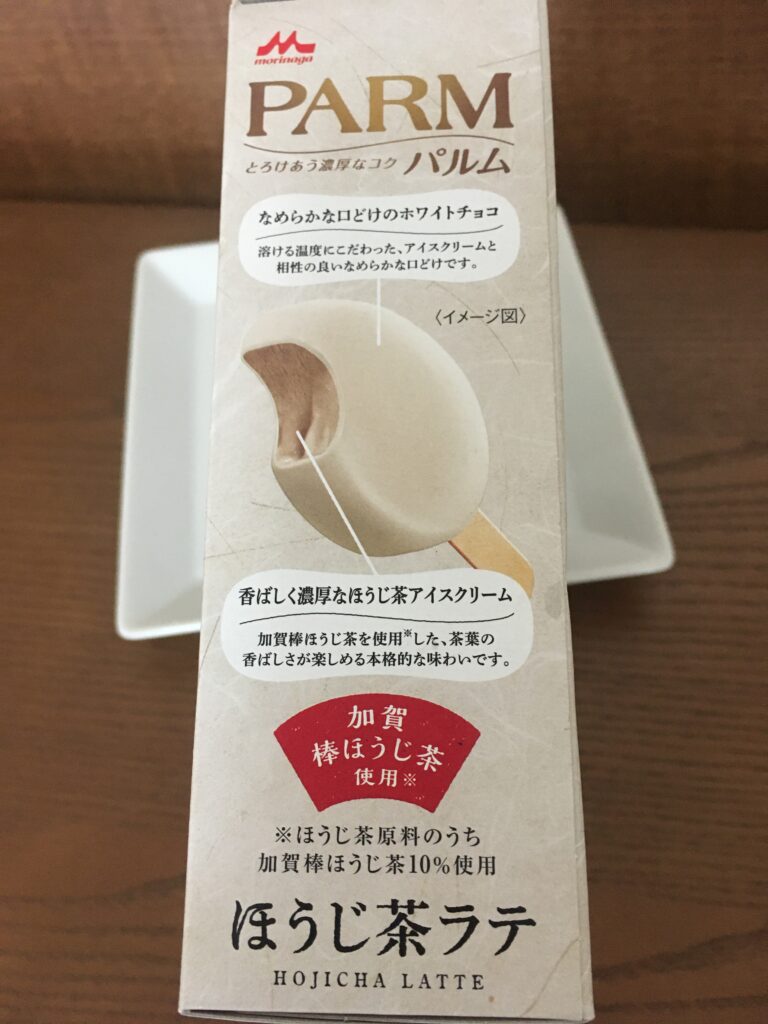 morinaga
PARM
とろけあう濃厚なコク パルム
なめらかな口どけのホワイトチョコ
溶ける温度にこだわった、アイスクリームと
相性の良いなめらかな口どけです。
〈イメージ図〉
香ばしく濃厚なほうじ茶アイスクリーム
加賀棒ほうじ茶を使用※した、茶葉の
香ばしさが楽しめる本格的な味わいです。
加賀
棒ほうじ茶
使用※
※ほうじ茶原料のうち
加賀棒ほうじ茶10%使用
ほうじ茶ラテ
HOJICHA LATTE